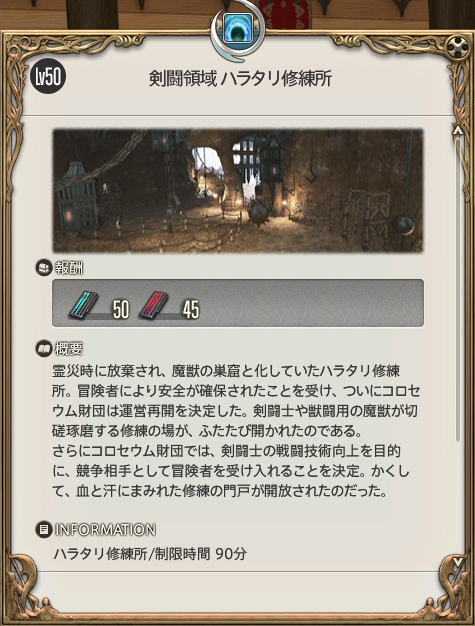 Lv50
剣闘領域 ハラタリ修練所
報酬
50 45
概要
霊災時に放棄され、魔獣の巣窟と化していたハラタリ修練
所。冒険者により安全が確保されたことを受け、ついにコロセ
ウム財団は運営再開を決定した。剣闘士や獣闘用の魔獣が切
磋琢磨する修練の場が、ふたたび開かれたのである。
さらにコロセウム財団では、剣闘士の戦闘技術向上を目的
に、競争相手として冒険者を受け入れることを決定。かくし
て、血と汗にまみれた修練の門戸が開放されたのだった。
INFORMATION
ハラタリ修練所/制限時間 90分